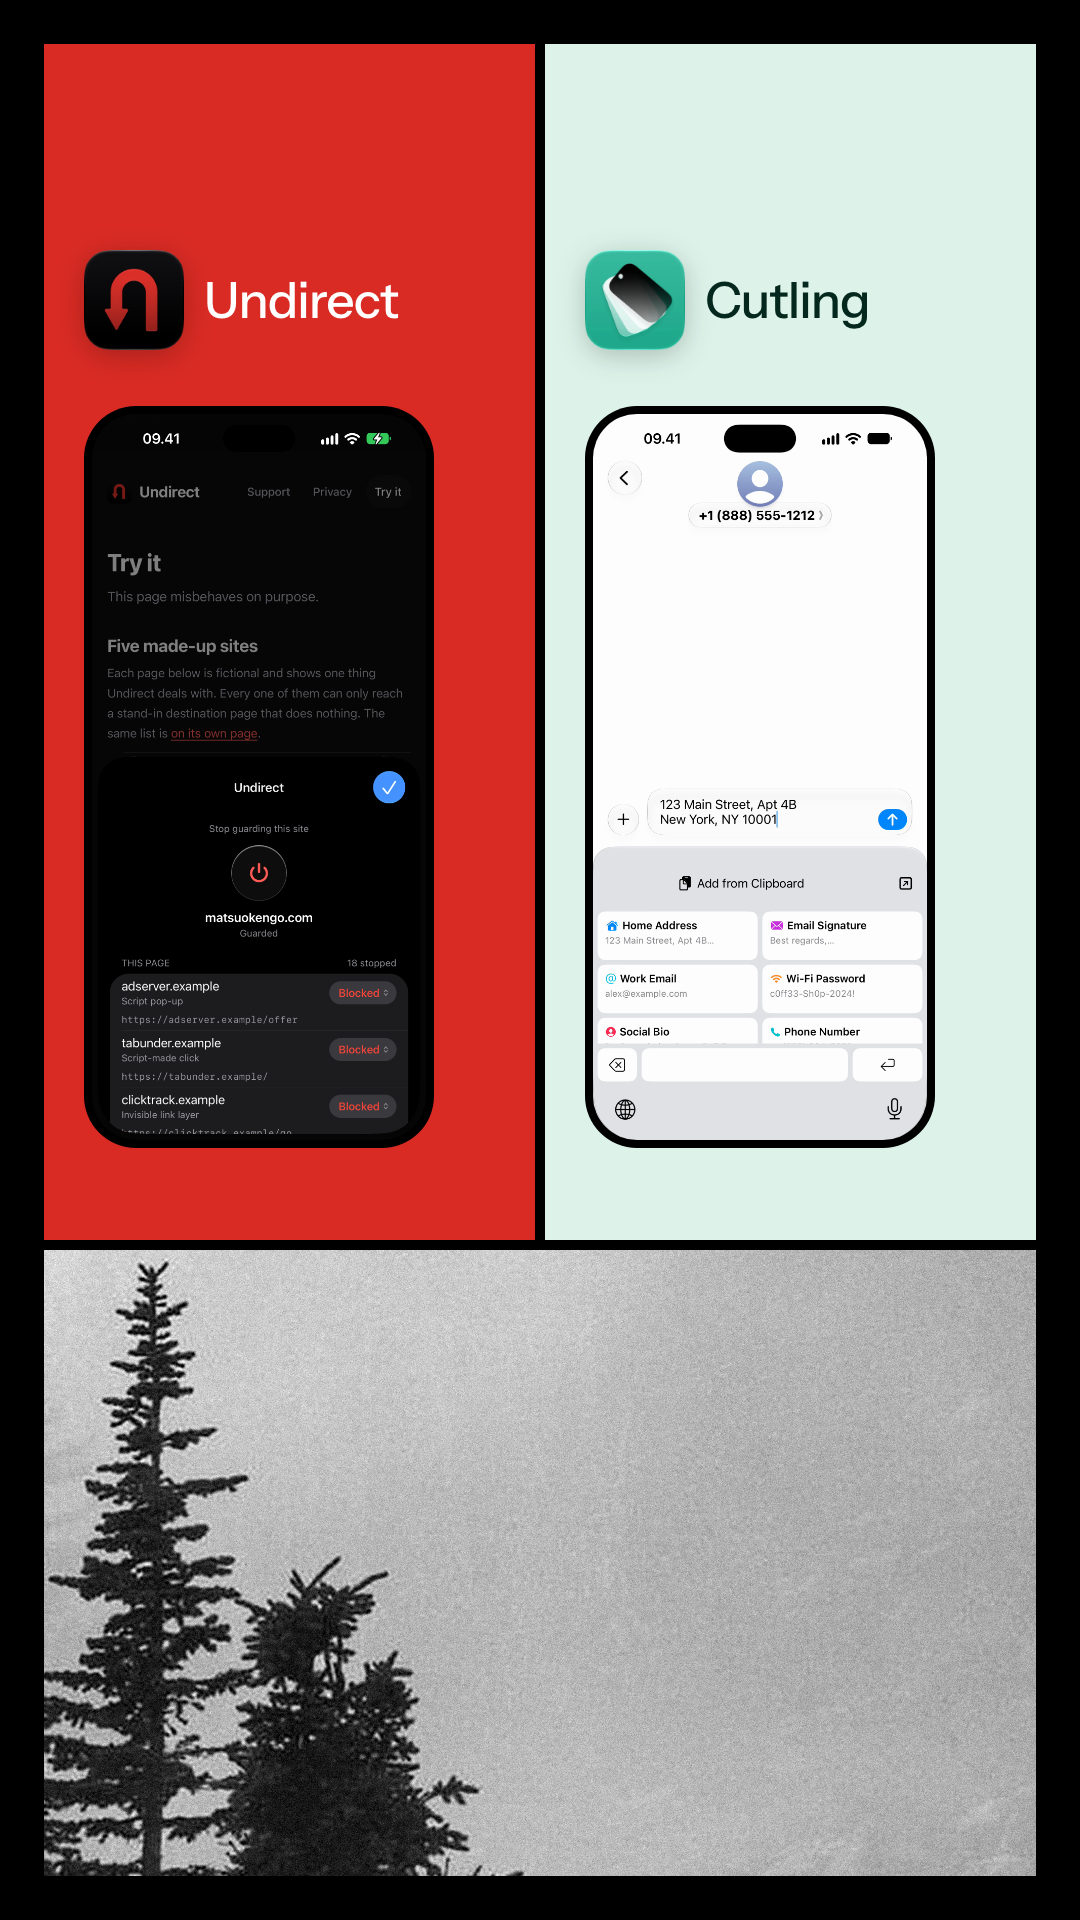 Undirect
09.41
Undirect
Support
Privacy
Try it
Try it
This page misbehaves on purpose.
Five made-up sites
Each page below is fictional and shows one thing
Undirect deals with. Every one of them can only reach
a stand-in destination page that does nothing. The
same list is on its own page.
Undirect
Stop guarding this site
matsuokengo.com
Guarded
THIS PAGE
18 stopped
adserver.example
Script pop-up
Blocked
https://adserver.example/offer
tabunder.example
Script-made click
Blocked
https://tabunder.example/
clicktrack.example
Invisible link layer
Blocked
https://clicktrack.example/go
Cutling
09.41
+1 (888) 555-1212
123 Main Street, Apt 4B
New York, NY 10001
Add from Clipboard
Home Address
123 Main Street, Apt 4B...
Email Signature
Best regards,...
Work Email
alex@example.com
Wi-Fi Password
c0ff33-Sh0p-2024!
Social Bio
Phone Number